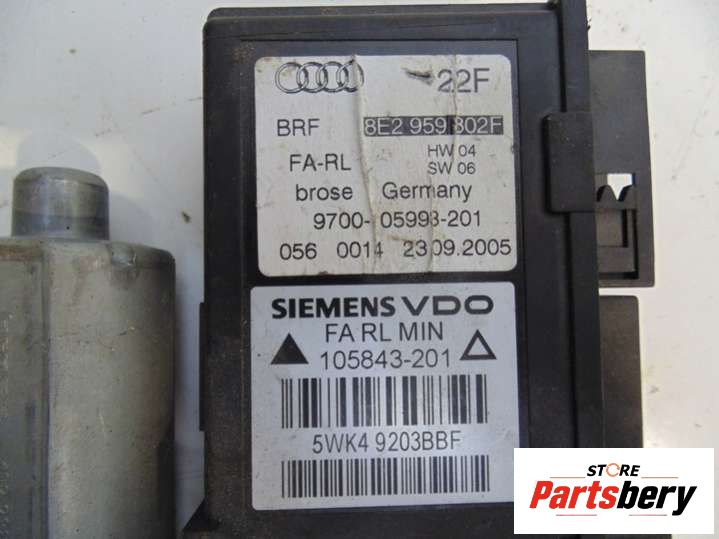 22F
BRF 8E2 959 802F
FA-RL HW 04
SW 06
brose Germany
9700-05993-201
056 0014 23.09.2005
SIEMENS VDO
FA RL MIN
105843-201
5WK4 9203BBF
STORE
Partsbery